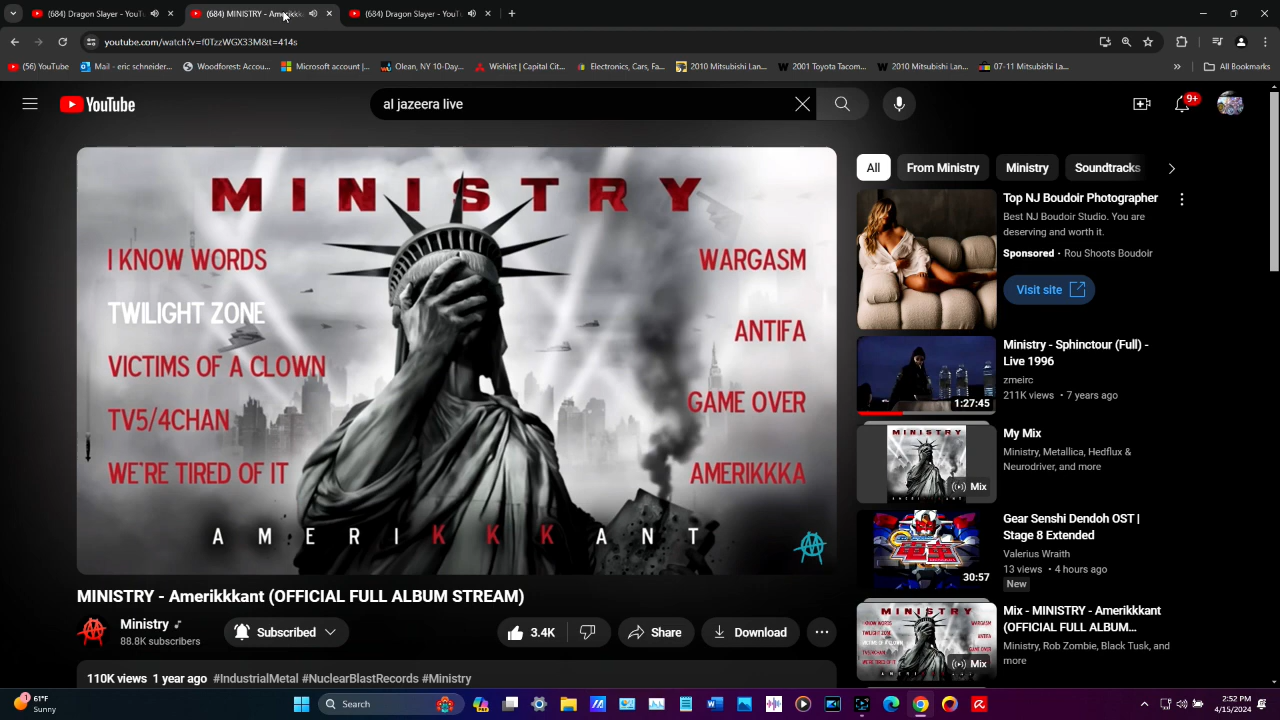 (684) Dragon Slayer - YouTu
(684) MINISTRY - Amerikk
(684) Dragon Slayer - YouTu
youtube.com/watch?v=f0TzzWGX33M&t=414s
(56) YouTube
Mail - eric schneider...
Woodforest: Accou...
Microsoft account |...
Olean, NY 10-Day...
Wishlist | Capital Cit...
Electronics, Cars, Fa...
2010 Mitsubishi Lan...
2001 Toyota Tacom...
2010 Mitsubishi Lan...
07-11 Mitsubishi La...
All Bookmarks
YouTube
al jazeera live
9+
MINISTRY
I KNOW WORDS
TWILIGHT ZONE
VICTIMS OF A CLOWN
TV5/4CHAN
WE'RE TIRED OF IT
WARGASM
ANTIFA
GAME OVER
AMERIKKKA
AMERIKKKANT
MINISTRY - Amerikkkant (OFFICIAL FULL ALBUM STREAM)
Ministry
88.8K subscribers
Subscribed
3.4K
Share
Download
110K views 1 year ago #IndustrialMetal #NuclearBlastRecords #Ministry
All
From Ministry
Ministry
Soundtracks
Top NJ Boudoir Photographer
Best NJ Boudoir Studio. You are
deserving and worth it.
Sponsored · Rou Shoots Boudoir
Visit site
Ministry - Sphinctour (Full) -
Live 1996
zmeirc
211K views • 7 years ago
1:27:45
My Mix
Ministry, Metallica, Hedflux &
Neurodriver, and more
Mix
Gear Senshi Dendoh OST |
Stage 8 Extended
Valerius Wraith
13 views • 4 hours ago
New
30:57
Mix - MINISTRY - Amerikkkant
(OFFICIAL FULL ALBUM...
Ministry, Rob Zombie, Black Tusk, and
more
Mix
1
61°F
Sunny
Search
2:52 PM
4/15/2024